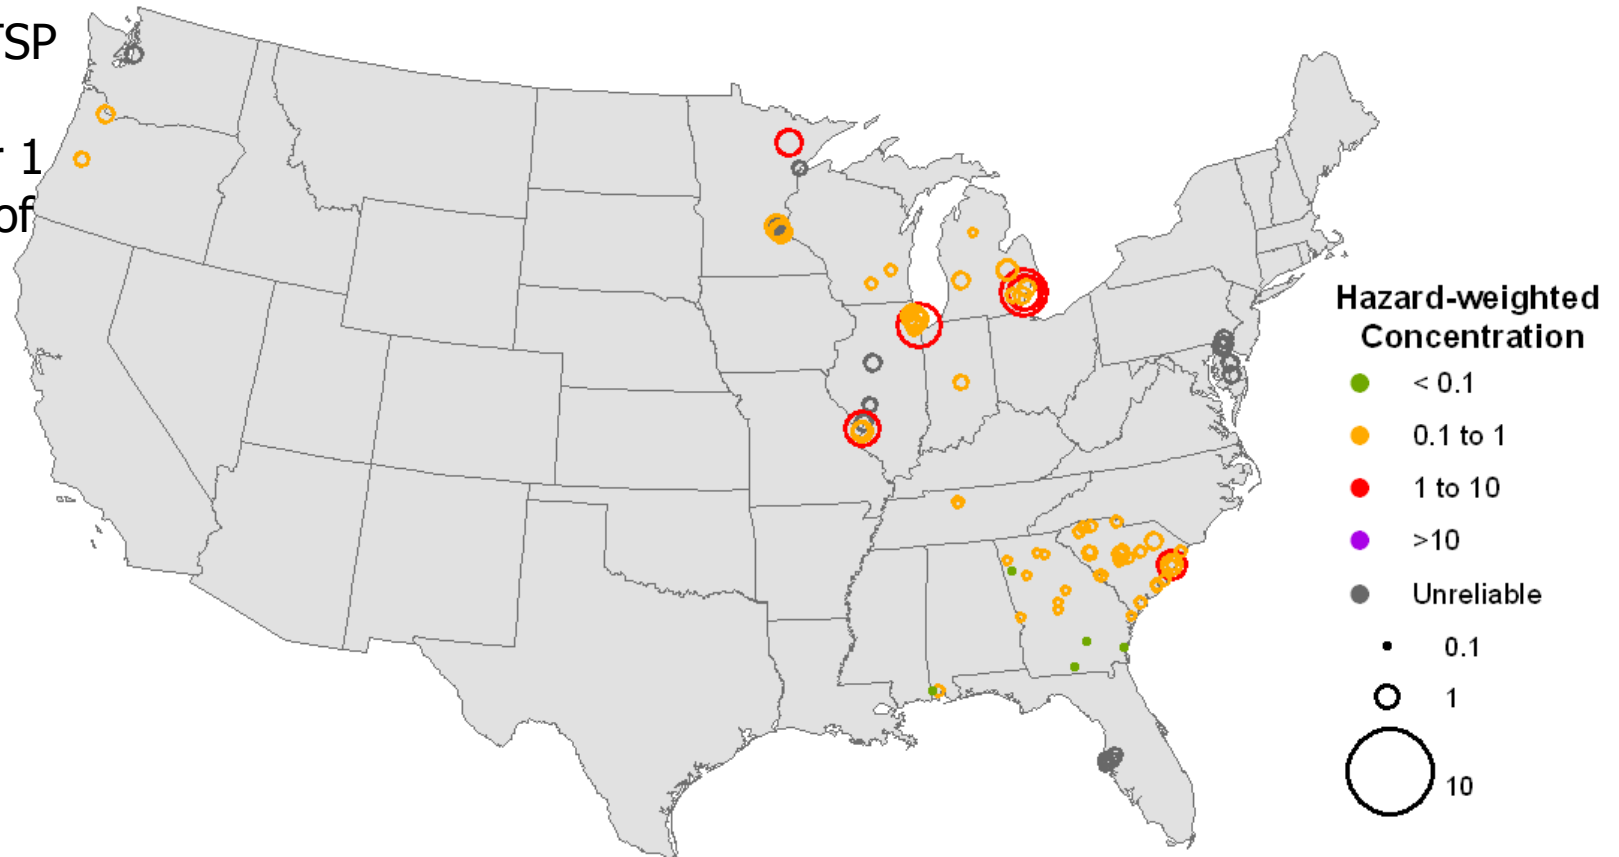 TSP
r 1
of
Hazard-weighted
Concentration
< 0.1
0.1 to 1
1 to 10
>10
Unreliable
0.1
1
10